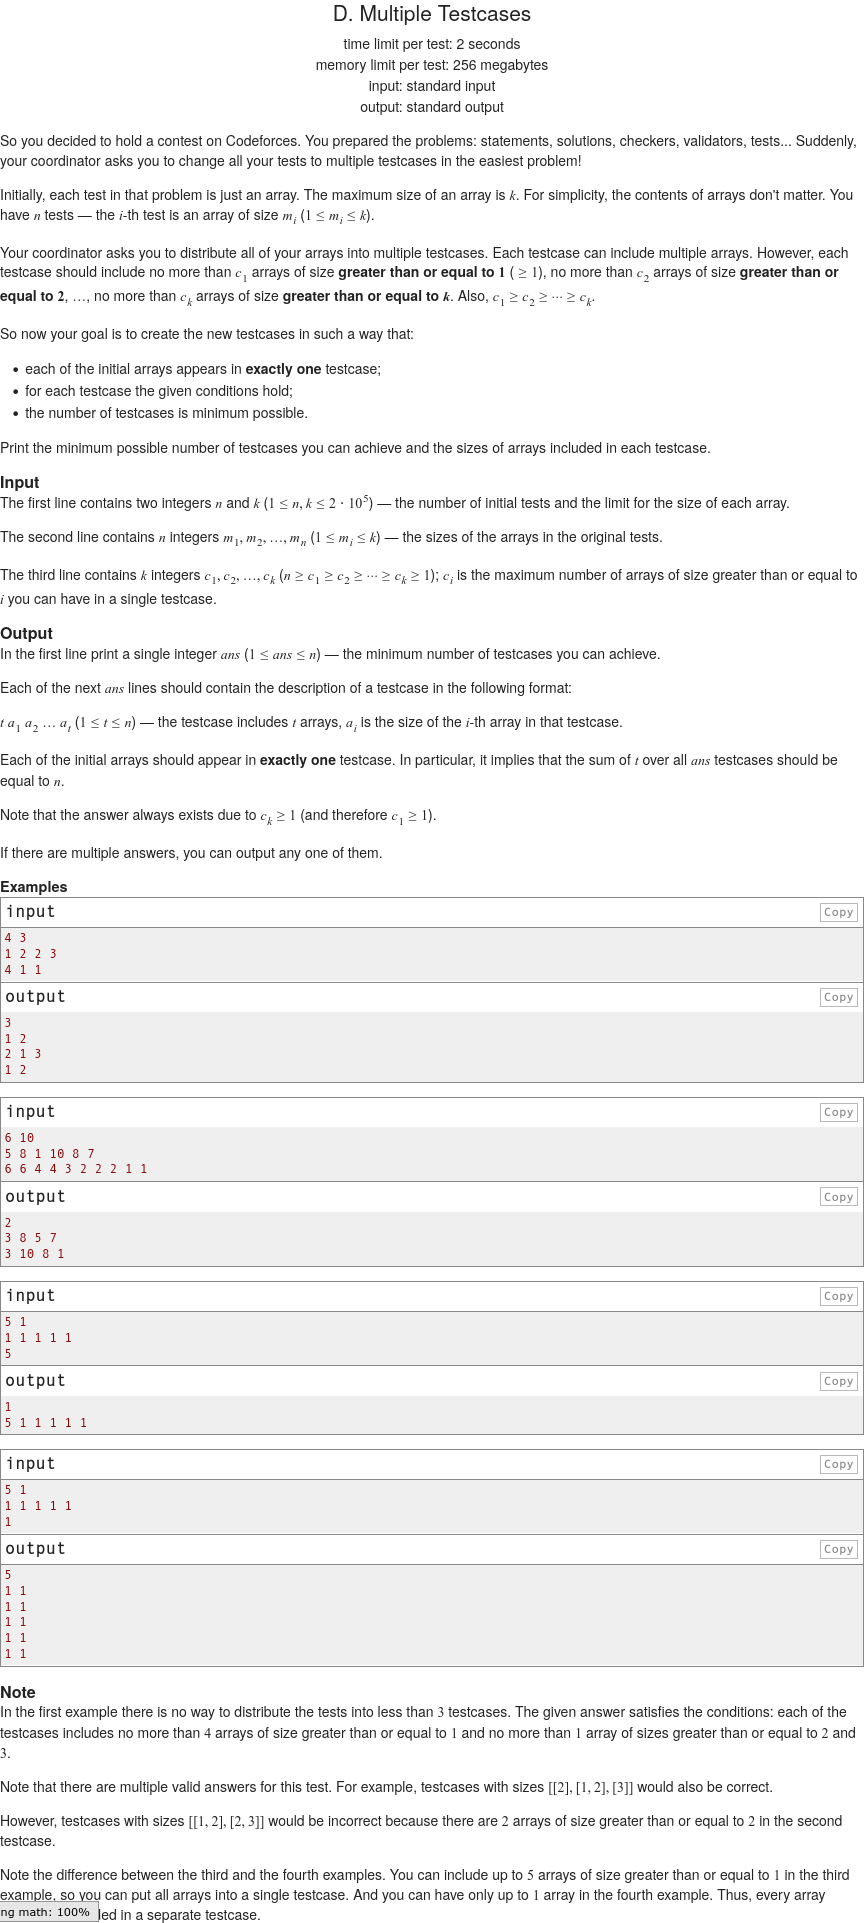 D. Multiple Testcases
time limit per test: 2 seconds
memory limit per test: 256 megabytes
input: standard input
output: standard output
So you decided to hold a contest on Codeforces. You prepared the problems: statements, solutions, checkers, validators, tests... Suddenly,
your coordinator asks you to change all your tests to multiple testcases in the easiest problem!
Initially, each test in that problem is just an array. The maximum size of an array is k. For simplicity, the contents of arrays don't matter. You
have n tests — the i-th test is an array of size m_i (1 ≤ m_i ≤ k).
Your coordinator asks you to distribute all of your arrays into multiple testcases. Each testcase can include multiple arrays. However, each
testcase should include no more than c_1 arrays of size greater than or equal to 1 ( ≥ 1), no more than c_2 arrays of size greater than or
equal to 2, …, no more than c_k arrays of size greater than or equal to k. Also, c_1 ≥ c_2 ≥ ⋯ ≥ c_k.
So now your goal is to create the new testcases in such a way that:
• each of the initial arrays appears in exactly one testcase;
• for each testcase the given conditions hold;
• the number of testcases is minimum possible.
Print the minimum possible number of testcases you can achieve and the sizes of arrays included in each testcase.
Input
The first line contains two integers n and k (1 ≤ n, k ≤ 2 · 10^5) — the number of initial tests and the limit for the size of each array.
The second line contains n integers m_1, m_2, …, m_n (1 ≤ m_i ≤ k) — the sizes of the arrays in the original tests.
The third line contains k integers c_1, c_2, …, c_k (n ≥ c_1 ≥ c_2 ≥ ⋯ ≥ c_k ≥ 1); c_i is the maximum number of arrays of size greater than or equal to
i you can have in a single testcase.
Output
In the first line print a single integer ans (1 ≤ ans ≤ n) — the minimum number of testcases you can achieve.
Each of the next ans lines should contain the description of a testcase in the following format:
t a_1 a_2 … a_t (1 ≤ t ≤ n) — the testcase includes t arrays, a_i is the size of the i-th array in that testcase.
Each of the initial arrays should appear in exactly one testcase. In particular, it implies that the sum of t over all ans testcases should be
equal to n.
Note that the answer always exists due to c_k ≥ 1 (and therefore c_1 ≥ 1).
If there are multiple answers, you can output any one of them.
Examples
input Copy
4 3
1 2 2 3
4 1 1
output Copy
3
1 2
2 1 3
1 2
input Copy
6 10
5 8 1 10 8 7
6 6 4 4 3 2 2 2 1 1
output Copy
2
3 8 5 7
3 10 8 1
input Copy
5 1
1 1 1 1 1
5
output Copy
1
5 1 1 1 1 1
input Copy
5 1
1 1 1 1 1
1
output Copy
5
1 1
1 1
1 1
1 1
1 1
Note
In the first example there is no way to distribute the tests into less than 3 testcases. The given answer satisfies the conditions: each of the
testcases includes no more than 4 arrays of size greater than or equal to 1 and no more than 1 array of sizes greater than or equal to 2 and
3.
Note that there are multiple valid answers for this test. For example, testcases with sizes [[2], [1, 2], [3]] would also be correct.
However, testcases with sizes [[1, 2], [2, 3]] would be incorrect because there are 2 arrays of size greater than or equal to 2 in the second
testcase.
Note the difference between the third and the fourth examples. You can include up to 5 arrays of size greater than or equal to 1 in the third
example, so you can put all arrays into a single testcase. And you can have only up to 1 array in the fourth example. Thus, every array
ng math: 100% led in a separate testcase.